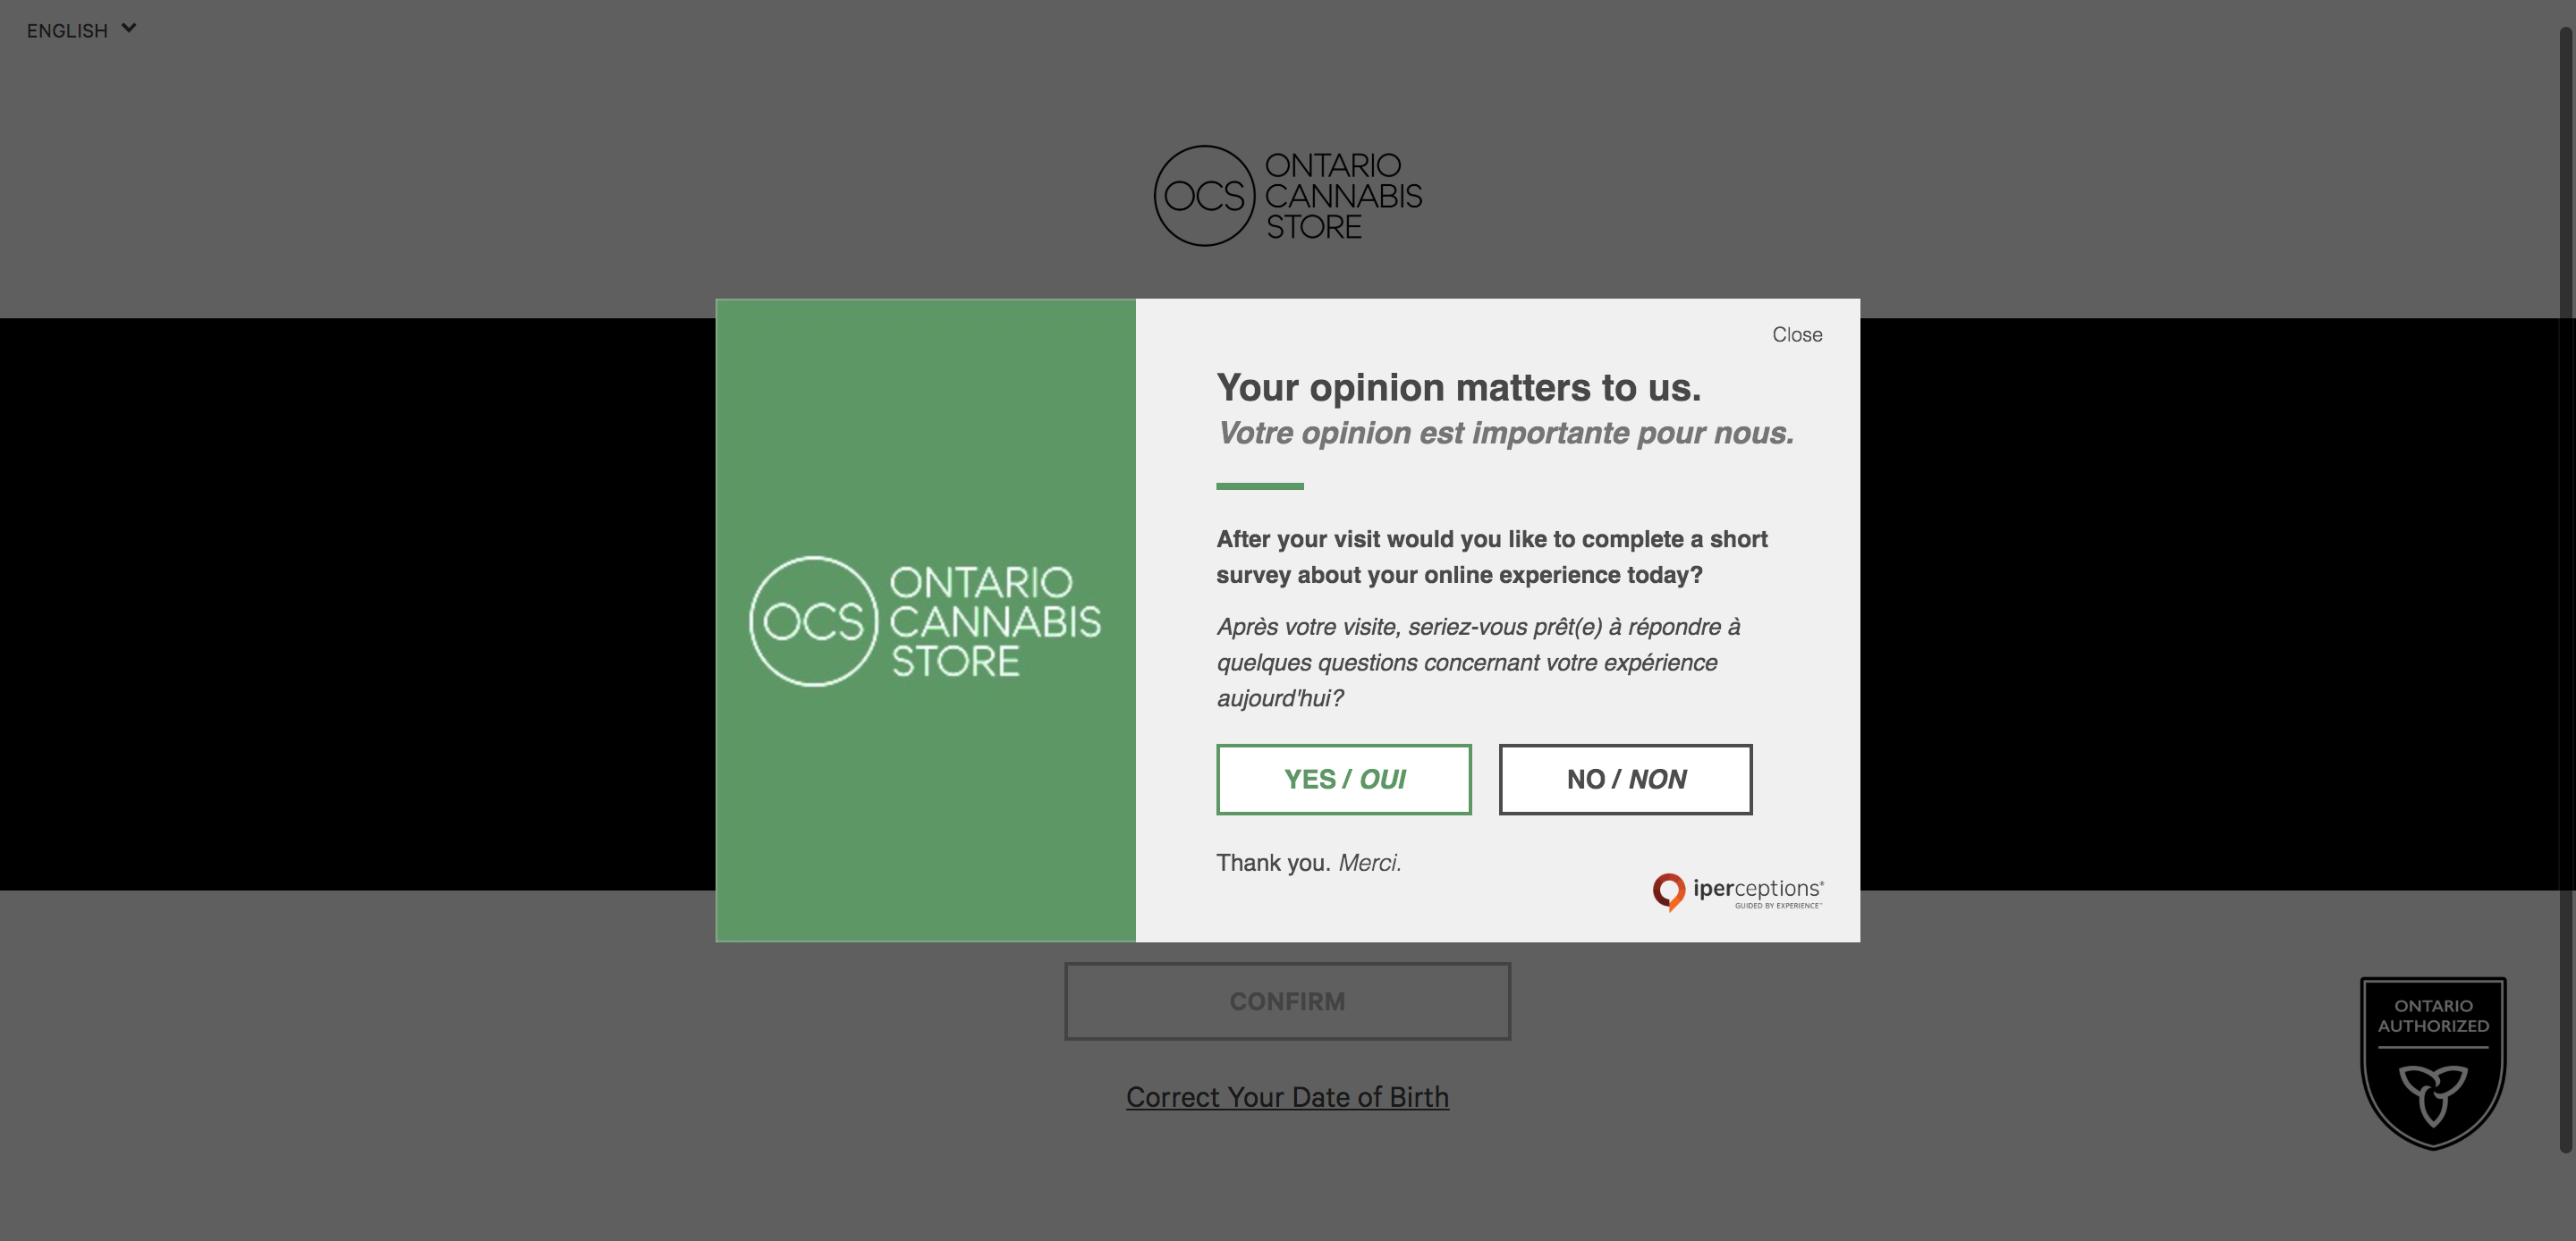 ENGLISH
OCS
ONTARIO
CANNABIS
STORE
Close
Your opinion matters to us.
Votre opinion est importante pour nous.
After your visit would you like to complete a short
survey about your online experience today?
Après votre visite, seriez-vous prêt(e) à répondre à
quelques questions concernant votre expérience
aujourd'hui?
OCS
ONTARIO
CANNABIS
STORE
YES / OUI
NO / NON
Thank you. Merci.
iperceptions®
GUIDED BY EXPERIENCE™
CONFIRM
Correct Your Date of Birth
ONTARIO
AUTHORIZED